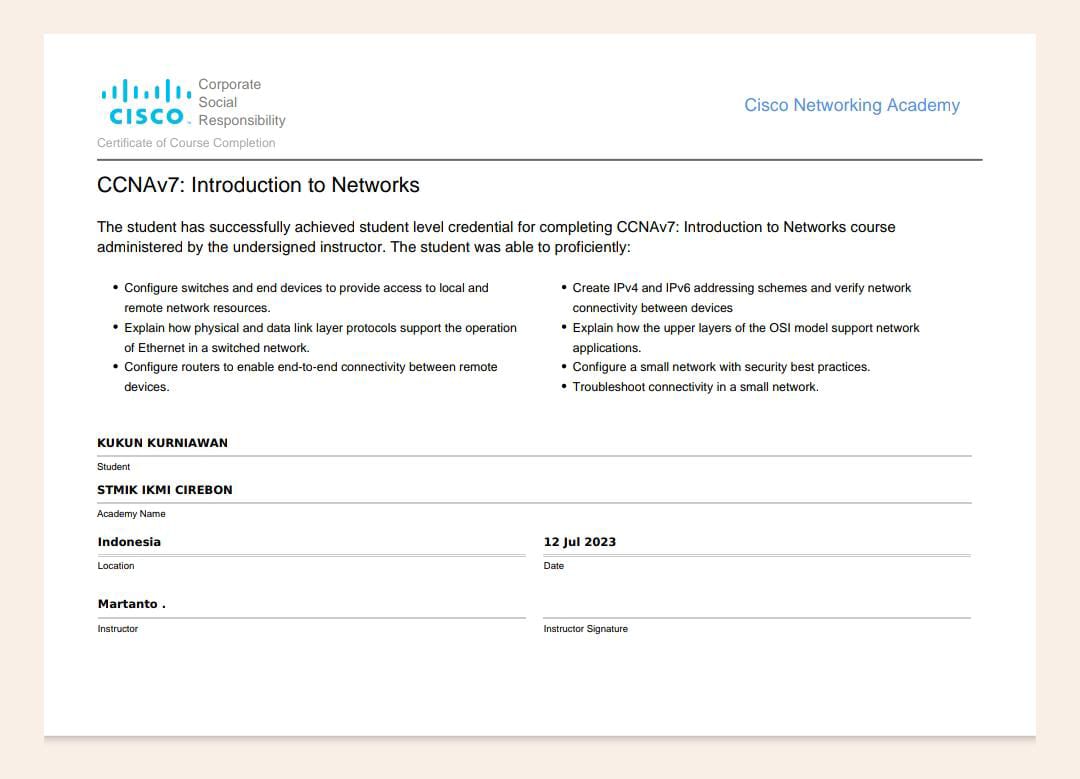 CISCO
Corporate
Social
Responsibility
Cisco Networking Academy
Certificate of Course Completion
CCNAv7: Introduction to Networks
The student has successfully achieved student level credential for completing CCNAv7: Introduction to Networks course
administered by the undersigned instructor. The student was able to proficiently:
• Configure switches and end devices to provide access to local and
remote network resources.
• Explain how physical and data link layer protocols support the operation
of Ethernet in a switched network.
• Configure routers to enable end-to-end connectivity between remote
devices.
• Create IPv4 and IPv6 addressing schemes and verify network
connectivity between devices
• Explain how the upper layers of the OSI model support network
applications.
• Configure a small network with security best practices.
• Troubleshoot connectivity in a small network.
KUKUN KURNIAWAN
Student
STMIK IKMI CIREBON
Academy Name
Indonesia
Location
12 Jul 2023
Date
Martanto .
Instructor
Instructor Signature